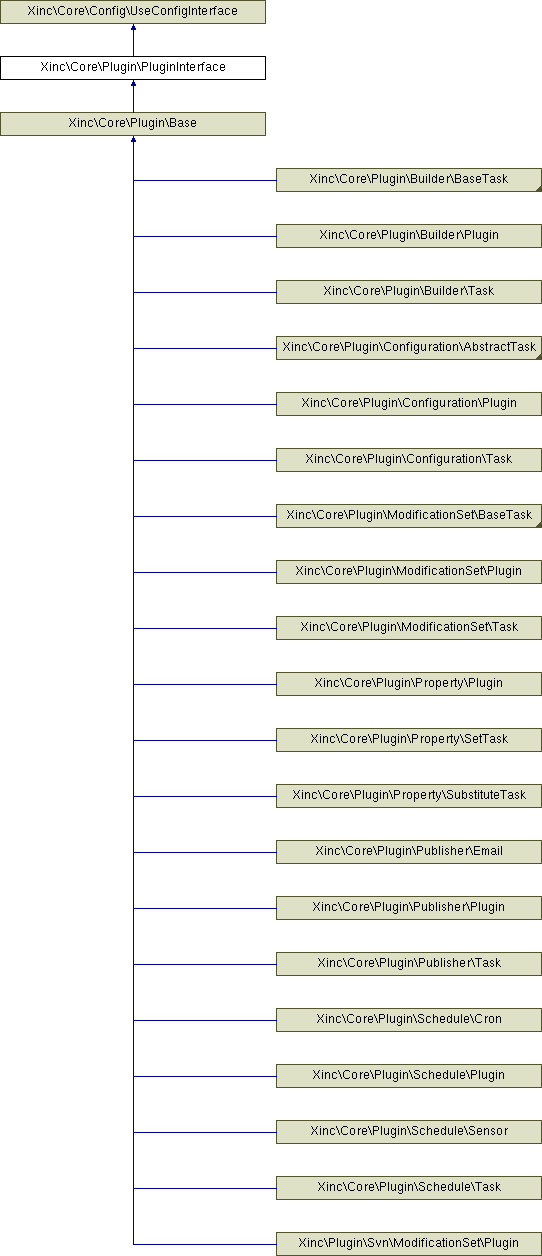 Xinc\Core\Config\UseConfigInterface
Xinc\Core\Plugin\PluginInterface
Xinc\Core\Plugin\Base
Xinc\Core\Plugin\Builder\BaseTask
Xinc\Core\Plugin\Builder\Plugin
Xinc\Core\Plugin\Builder\Task
Xinc\Core\Plugin\Configuration\AbstractTask
Xinc\Core\Plugin\Configuration\Plugin
Xinc\Core\Plugin\Configuration\Task
Xinc\Core\Plugin\ModificationSet\BaseTask
Xinc\Core\Plugin\ModificationSet\Plugin
Xinc\Core\Plugin\ModificationSet\Task
Xinc\Core\Plugin\Property\Plugin
Xinc\Core\Plugin\Property\SetTask
Xinc\Core\Plugin\Property\SubstituteTask
Xinc\Core\Plugin\Publisher\Email
Xinc\Core\Plugin\Publisher\Plugin
Xinc\Core\Plugin\Publisher\Task
Xinc\Core\Plugin\Schedule\Cron
Xinc\Core\Plugin\Schedule\Plugin
Xinc\Core\Plugin\Schedule\Sensor
Xinc\Core\Plugin\Schedule\Task
Xinc\Plugin\Svn\ModificationSet\Plugin